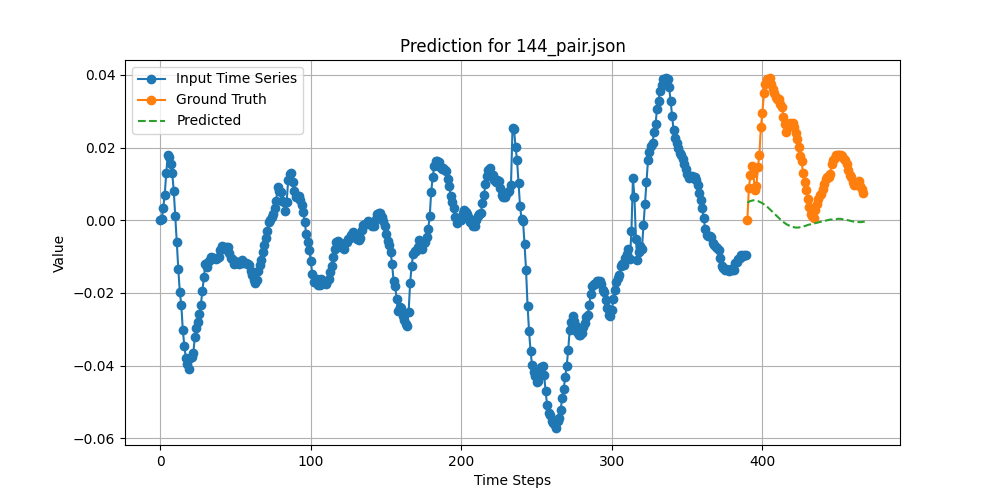 Prediction for 144_pair.json
Input Time Series
Ground Truth
Predicted
0.04
0.02
0.00
−0.02
−0.04
−0.06
Value
0 100 200 300 400
Time Steps